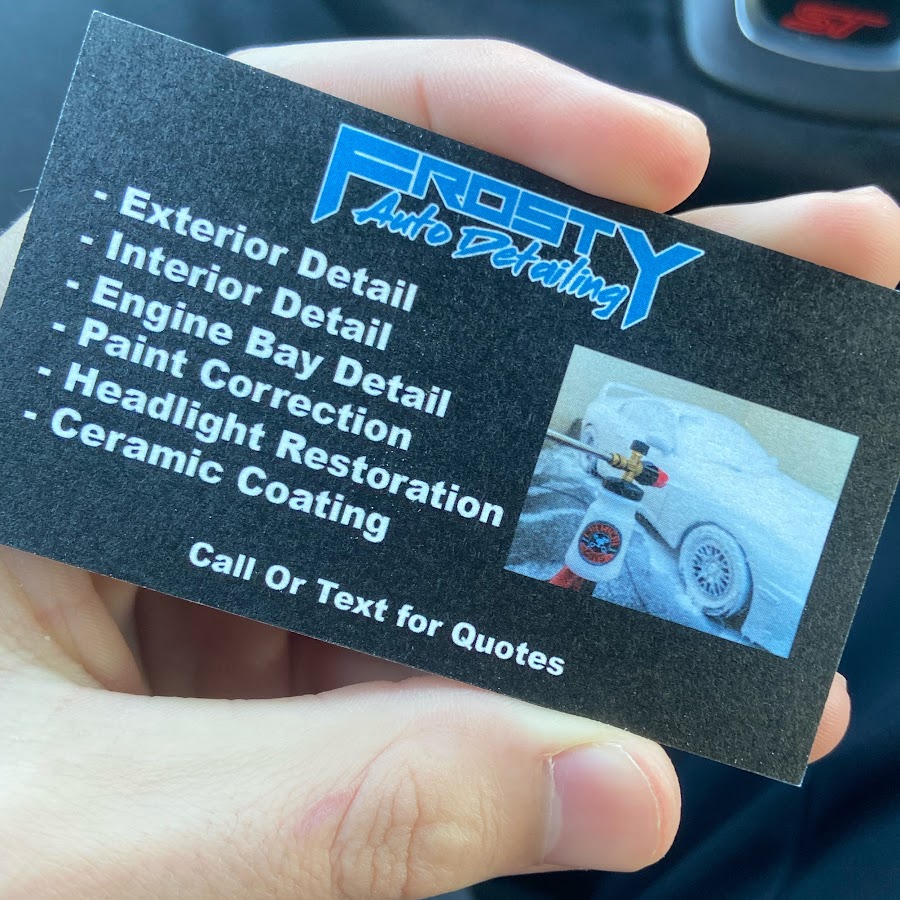 ST
FROSTY
Auto Detailing
- Exterior Detail
- Interior Detail
- Engine Bay Detail
- Paint Correction
- Headlight Restoration
- Ceramic Coating
Call Or Text for Quotes